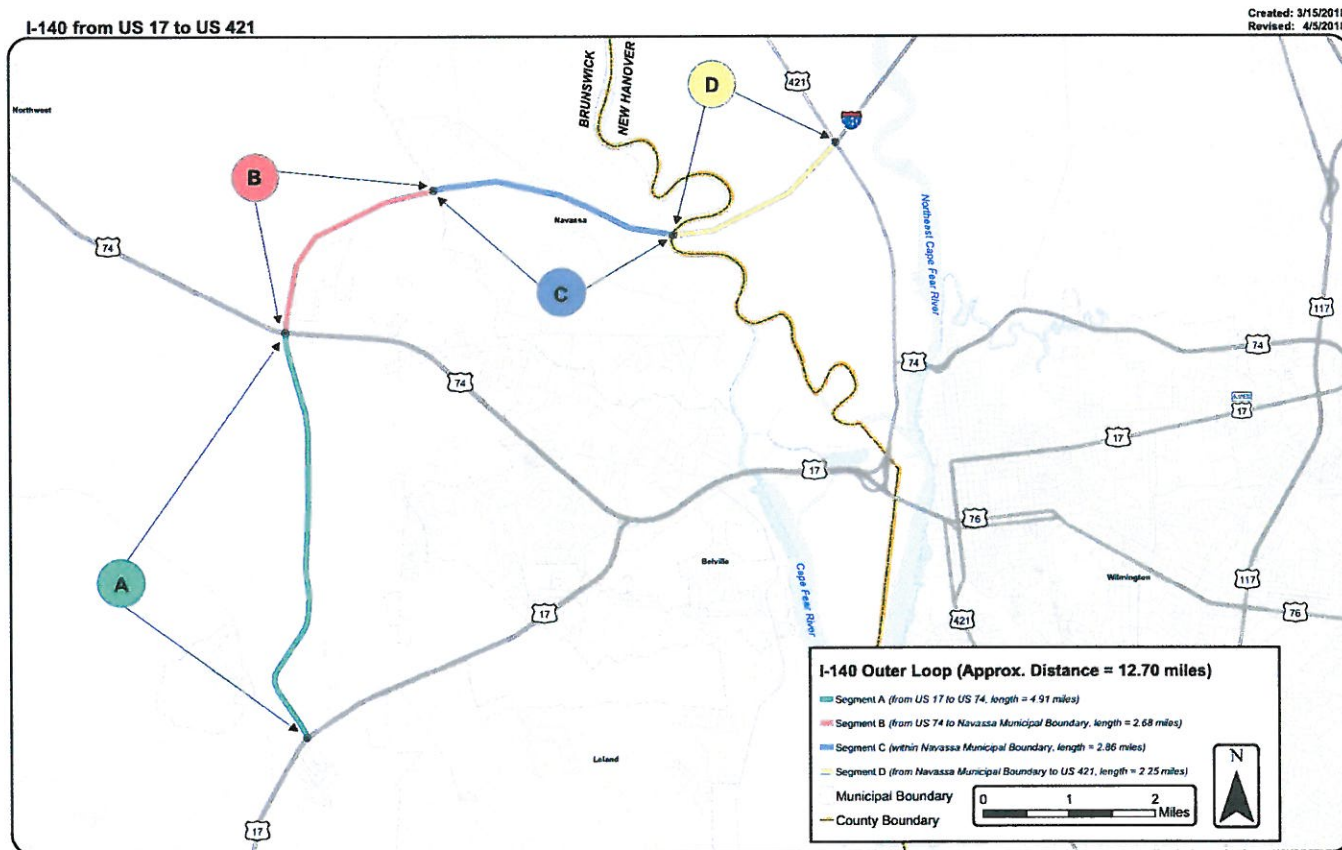 Created: 3/15/2018
Revised: 4/5/2018
I-140 from US 17 to US 421
BRUNSWICK
NEW HANOVER
D
421
Northwest
B
Navassa
74
C
Northeast Cape Fear River
117
74
74
74
17
17
17
76
A
Belville
Cape Fear River
Wilmington
117
17
421
76
Leland
17
I-140 Outer Loop (Approx. Distance = 12.70 miles)
Segment A (from US 17 to US 74, length = 4.91 miles)
Segment B (from US 74 to Navassa Municipal Boundary, length = 2.68 miles)
Segment C (within Navassa Municipal Boundary, length = 2.86 miles)
Segment D (from Navassa Municipal Boundary to US 421, length = 2.25 miles)
Municipal Boundary
County Boundary
0 1 2
Miles
N